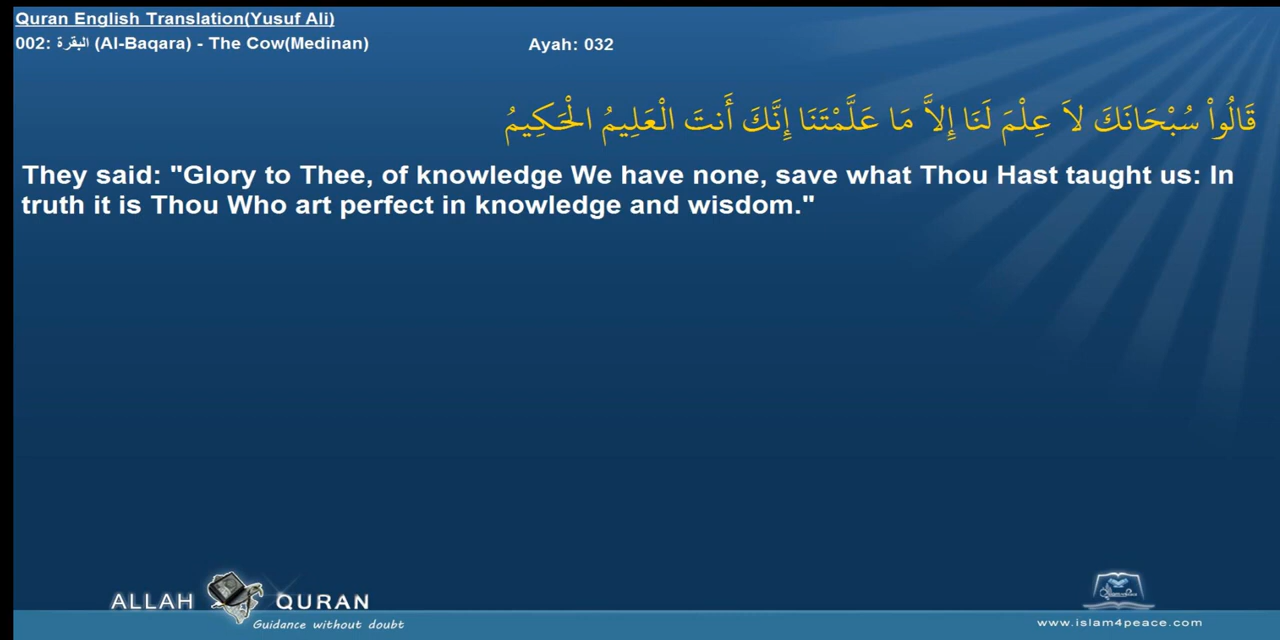 Quran English Translation(Yusuf Ali)
002: البقرة (Al-Baqara) - The Cow(Medinan) Ayah: 032
قَالُواْ سُبْحَانَكَ لاَ عِلْمَ لَنَا إِلاَّ مَا عَلَّمْتَنَا إِنَّكَ أَنتَ الْعَلِيمُ الْحَكِيمُ
They said: "Glory to Thee, of knowledge We have none, save what Thou Hast taught us: In
truth it is Thou Who art perfect in knowledge and wisdom."
ALLAH QURAN
Guidance without doubt
www.islam4peace.com